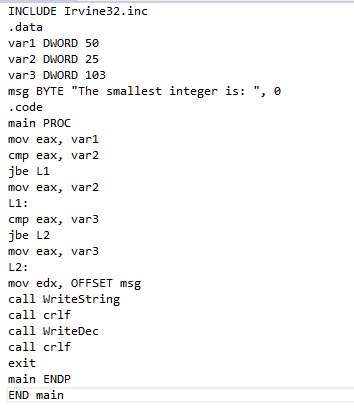 INCLUDE Irvine32.inc
.data
var1 DWORD 50
var2 DWORD 25
var3 DWORD 103
msg BYTE "The smallest integer is: ", 0
.code
main PROC
mov eax, var1
cmp eax, var2
jbe L1
mov eax, var2
L1:
cmp eax, var3
jbe L2
mov eax, var3
L2:
mov edx, OFFSET msg
call WriteString
call crlf
call WriteDec
call crlf
exit
main ENDP
END main